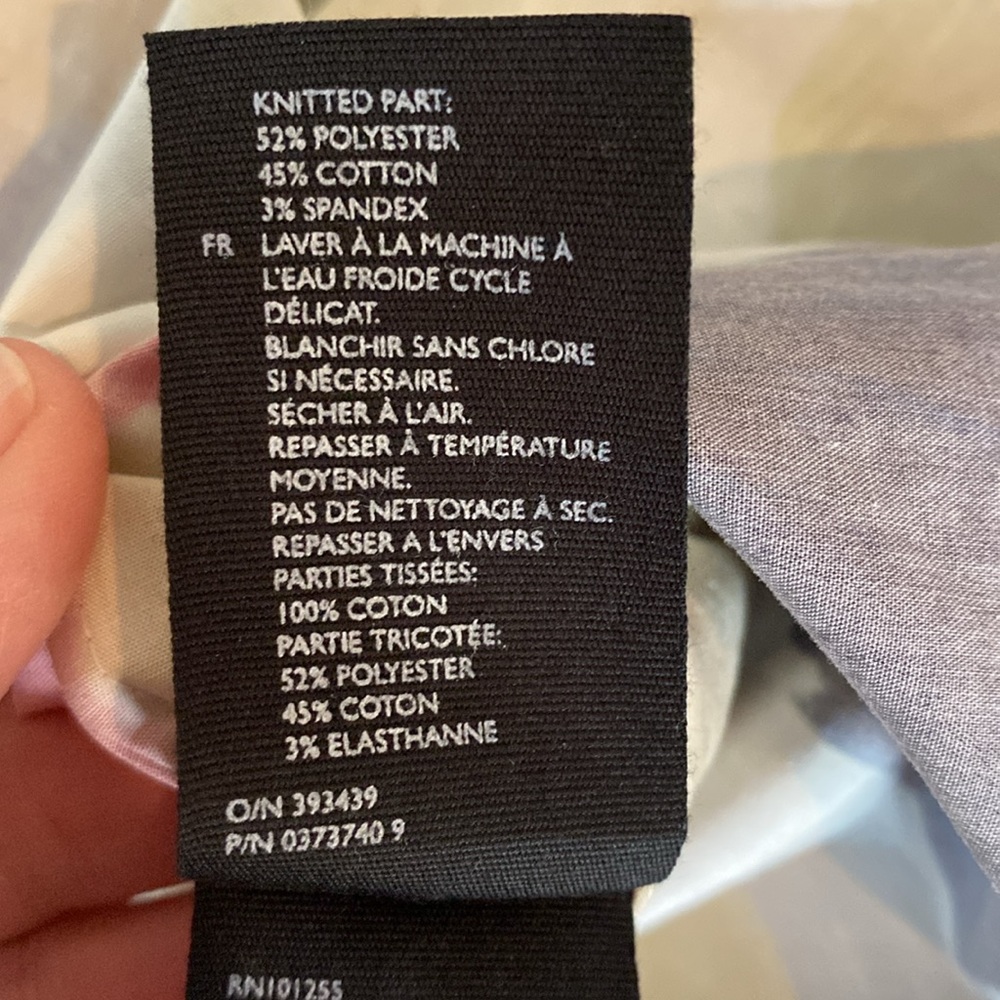 KNITTED PART:
52% POLYESTER
45% COTTON
3% SPANDEX
FR LAVER À LA MACHINE À
L'EAU FROIDE CYCLE
DÉLICAT.
BLANCHIR SANS CHLORE
SI NÉCESSAIRE.
SÉCHER À L'AIR.
REPASSER À TEMPÉRATURE
MOYENNE.
PAS DE NETTOYAGE À SEC.
REPASSER A L'ENVERS
PARTIES TISSÉES:
100% COTON
PARTIE TRICOTÉE:
52% POLYESTER
45% COTON
3% ELASTHANNE
O/N 393439
P/N 0373740 9
RN101255